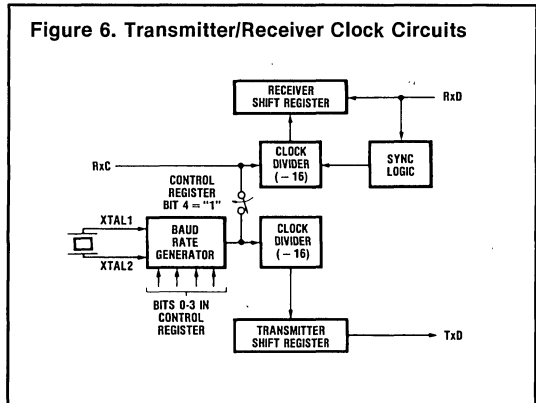 Figure 6. Transmitter/Receiver Clock Circuits
RECEIVER
SHIFT REGISTER
RxD
RxC
CLOCK
DIVIDER
(– 16)
SYNC
LOGIC
CONTROL
REGISTER
BIT 4 = "1"
XTAL1
XTAL2
BAUD
RATE
GENERATOR
CLOCK
DIVIDER
(– 16)
BITS 0-3 IN
CONTROL
REGISTER
TRANSMITTER
SHIFT REGISTER
TxD